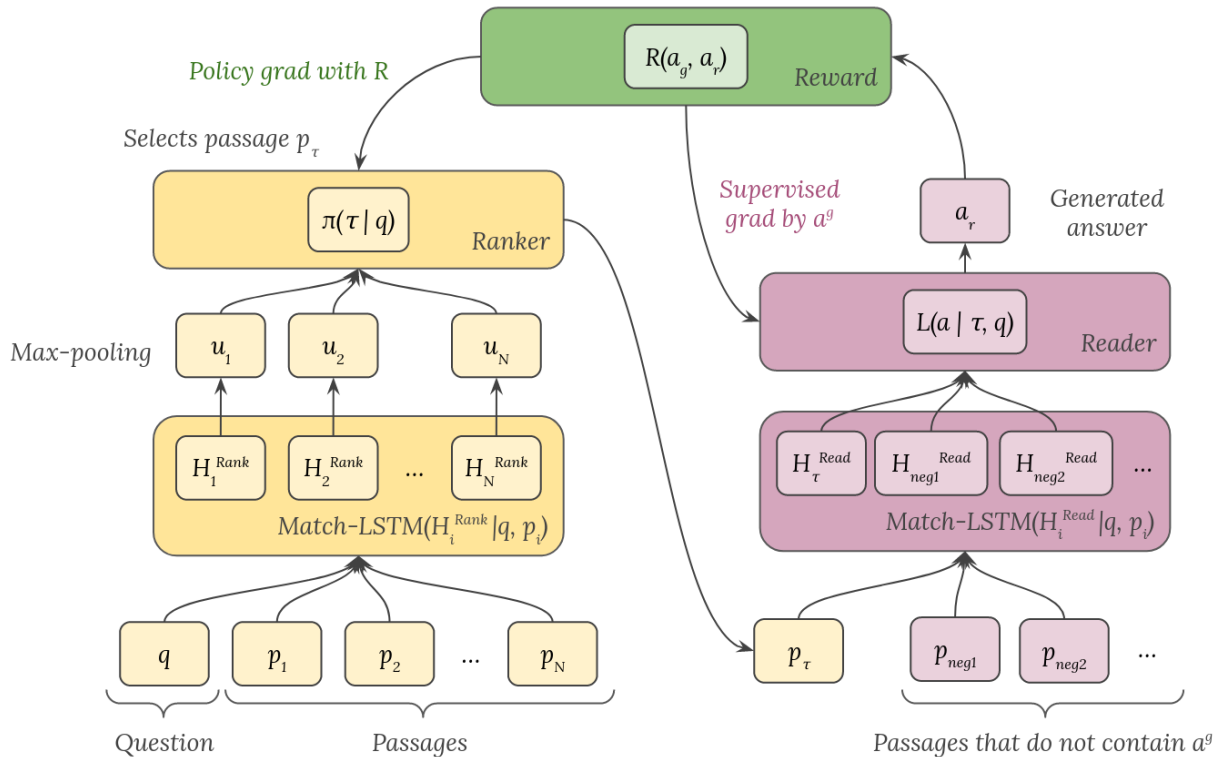 R(a_g, a_r)
Reward
Policy grad with R
Selects passage p_τ
π(τ | q)
Ranker
Supervised
grad by a^g
a_r
Generated
answer
L(a | τ, q)
Reader
Max-pooling
u_1
u_2
u_N
H_1^Rank
H_2^Rank
...
H_N^Rank
Match-LSTM(H_i^Rank|q, p_i)
H_τ^Read
H_neg1^Read
H_neg2^Read
...
Match-LSTM(H_i^Read|q, p_i)
q
p_1
p_2
...
p_N
p_τ
p_neg1
p_neg2
...
Question
Passages
Passages that do not contain a^g